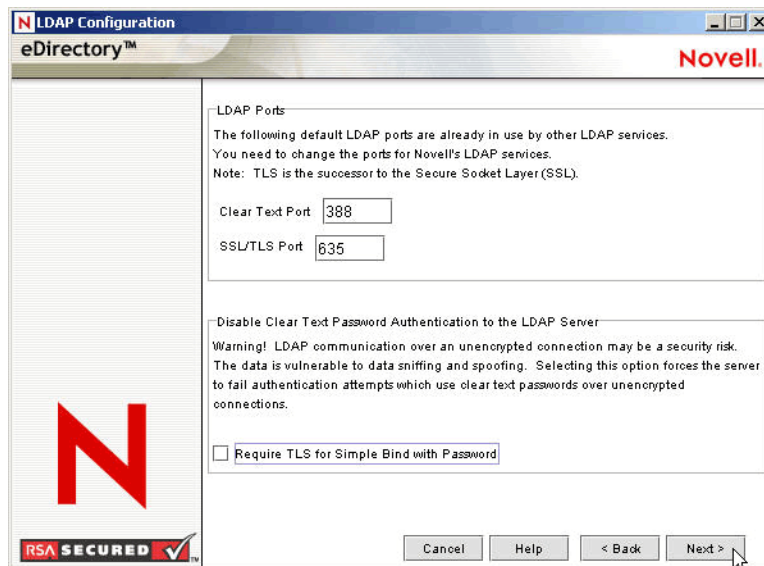 N LDAP Configuration
eDirectory™
Novell.
LDAP Ports
The following default LDAP ports are already in use by other LDAP services.
You need to change the ports for Novell's LDAP services.
Note: TLS is the successor to the Secure Socket Layer (SSL).
Clear Text Port 388
SSL/TLS Port 635
Disable Clear Text Password Authentication to the LDAP Server
Warning! LDAP communication over an unencrypted connection may be a security risk.
The data is vulnerable to data sniffing and spoofing. Selecting this option forces the server
to fail authentication attempts which use clear text passwords over unencrypted
connections.
Require TLS for Simple Bind with Password
N
RSA SECURED ™
Cancel Help < Back Next >